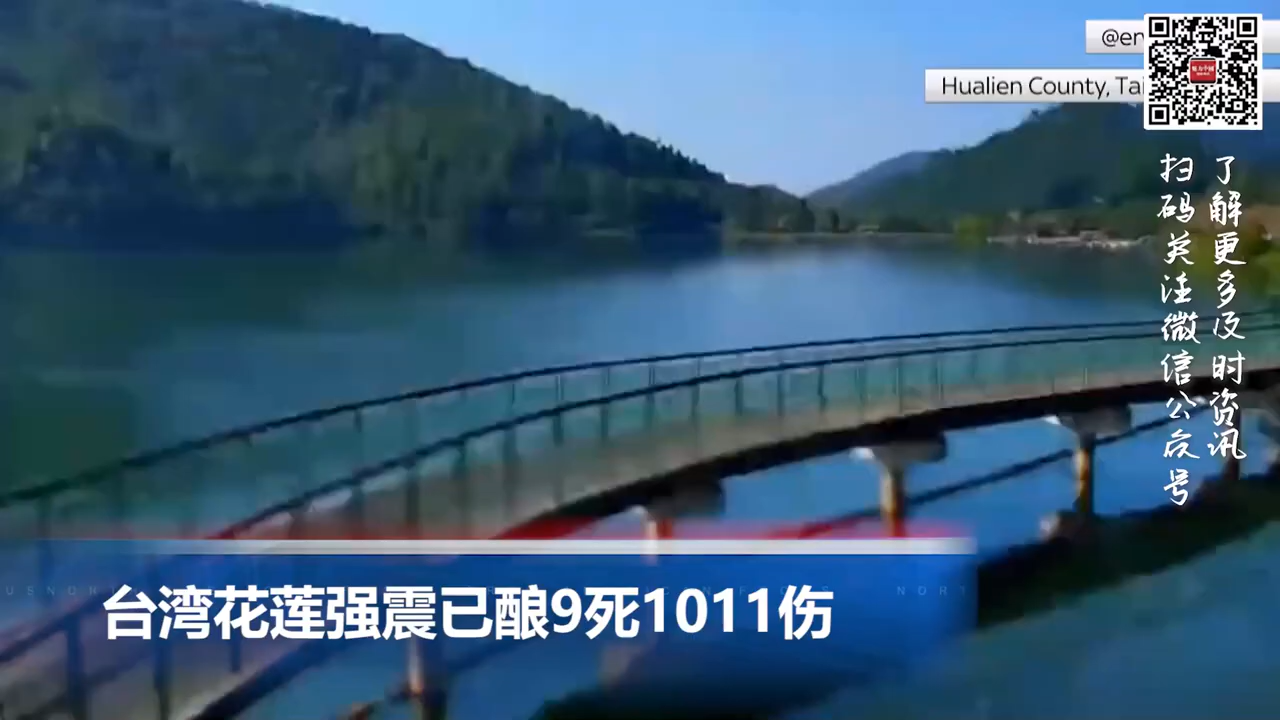 @en
Hualien County, Tai
了解更多及时资讯
扫码关注微信公众号
台湾花莲强震已酿9死1011伤